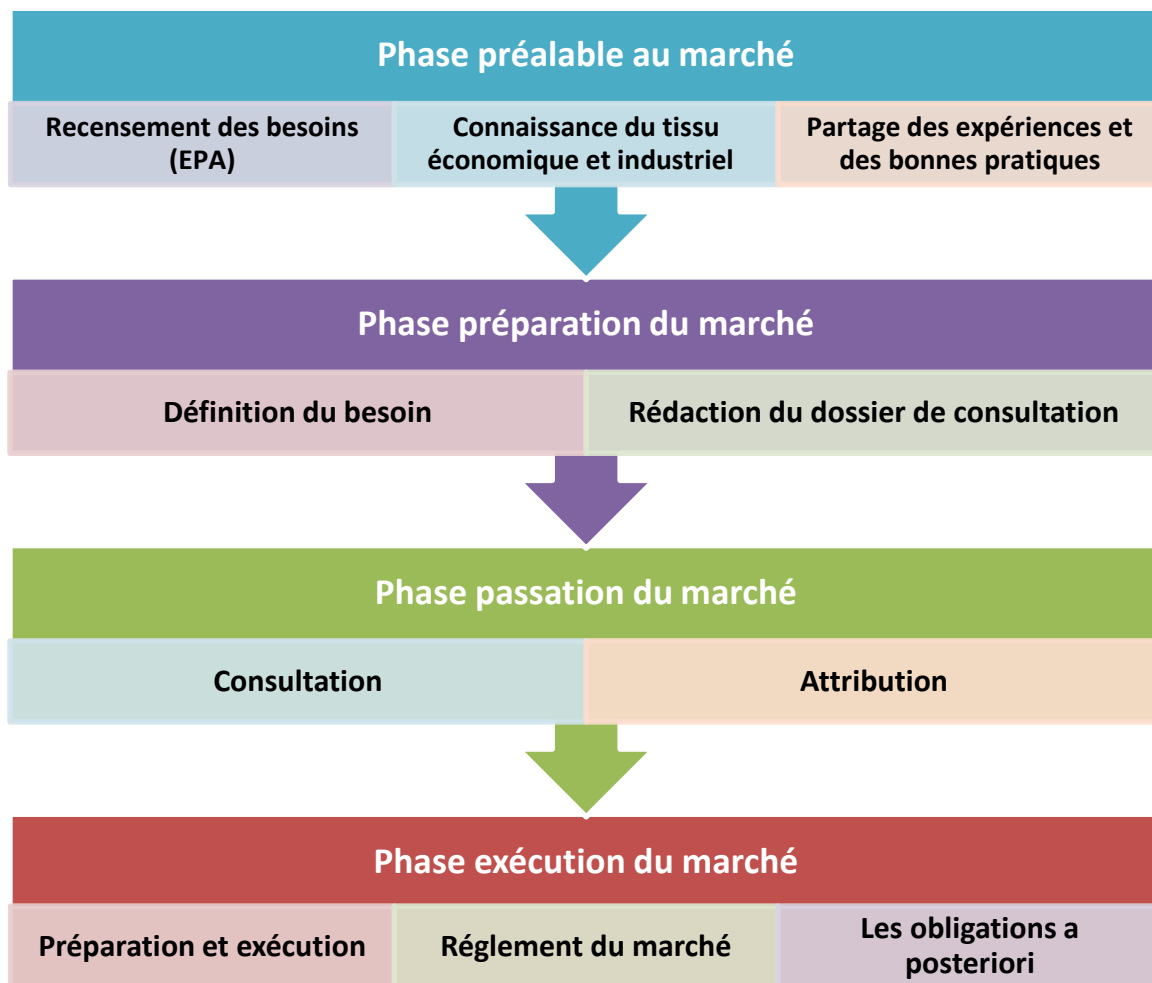 Phase préalable au marché
Recensement des besoins
(EPA)
Connaissance du tissu
économique et industriel
Partage des expériences et
des bonnes pratiques
Phase préparation du marché
Définition du besoin
Rédaction du dossier de consultation
Phase passation du marché
Consultation
Attribution
Phase exécution du marché
Préparation et exécution
Réglement du marché
Les obligations a
posteriori